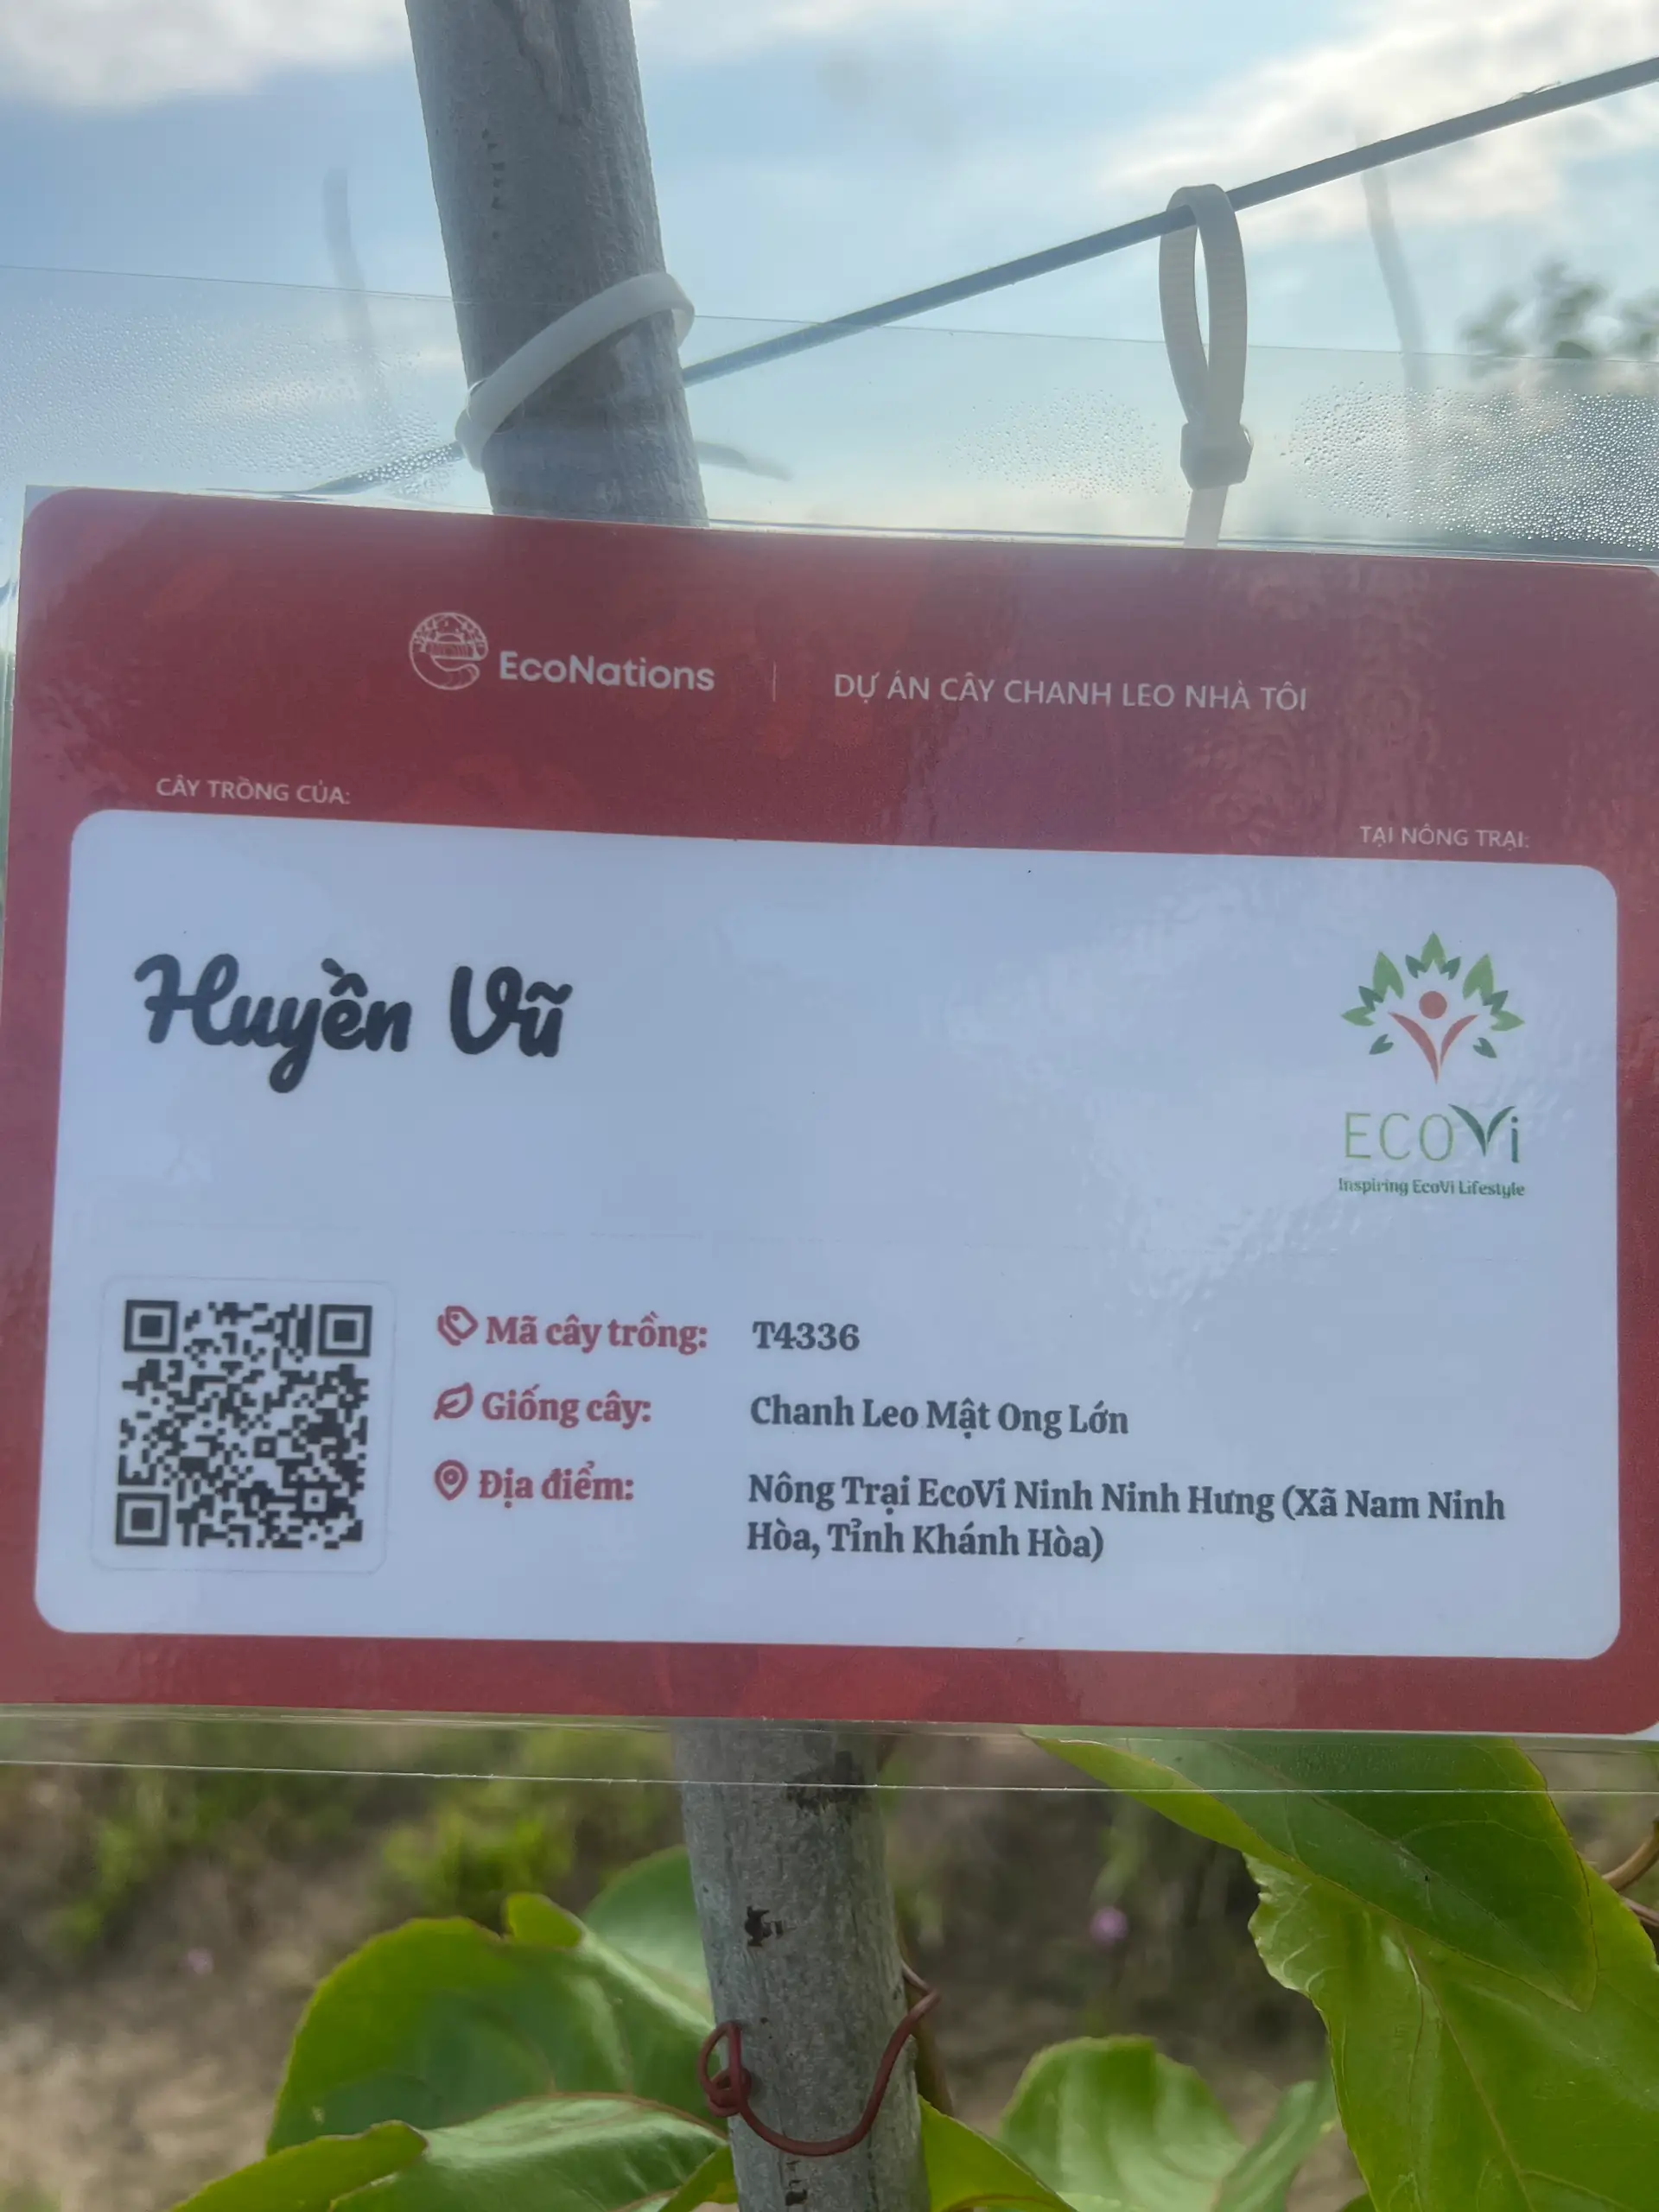 EcoNations
DỰ ÁN CÂY CHANH LEO NHÀ TÔI
CÂY TRỒNG CỦA:
TẠI NÔNG TRẠI:
Huyền Vũ
ECOVi
Inspiring EcoVi Lifestyle
Mã cây trồng: T4336
Giống cây: Chanh Leo Mật Ong Lớn
Địa điểm: Nông Trại EcoVi Ninh Ninh Hưng (Xã Nam Ninh
Hòa, Tỉnh Khánh Hòa)